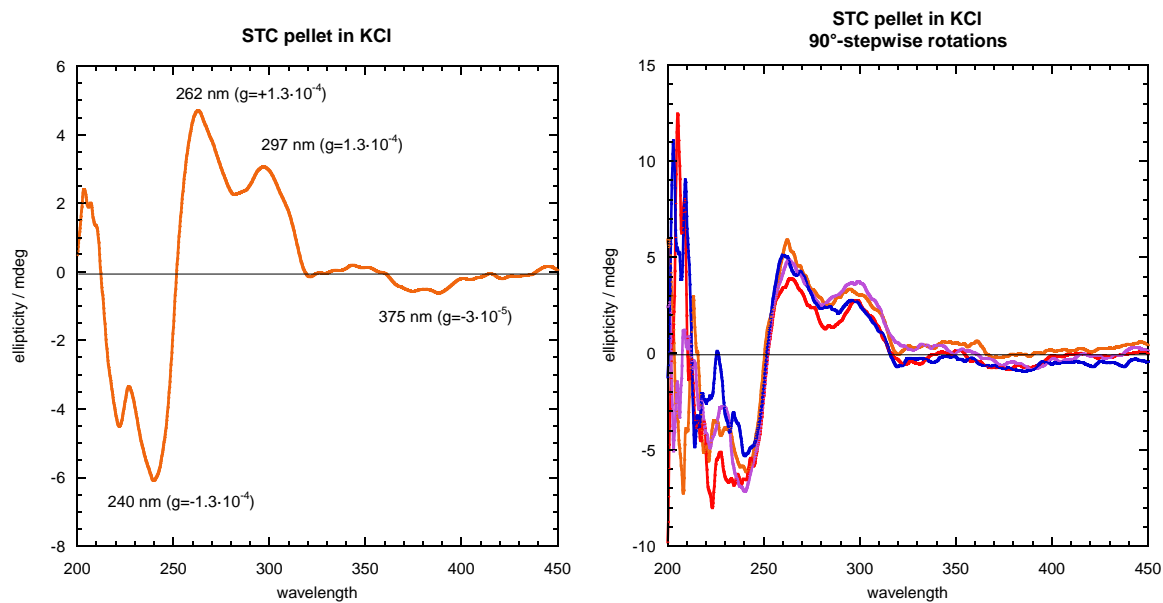 STC pellet in KCl
6
4
2
0
-2
-4
-6
-8
200
250
300
350
400
450
ellipticity / mdeg
wavelength
262 nm (g=+1.3·10⁻⁴)
297 nm (g=1.3·10⁻⁴)
375 nm (g=-3·10⁻⁵)
240 nm (g=-1.3·10⁻⁴)
STC pellet in KCl
90°-stepwise rotations
15
10
5
0
-5
-10
200
250
300
350
400
450
ellipticity / mdeg
wavelength